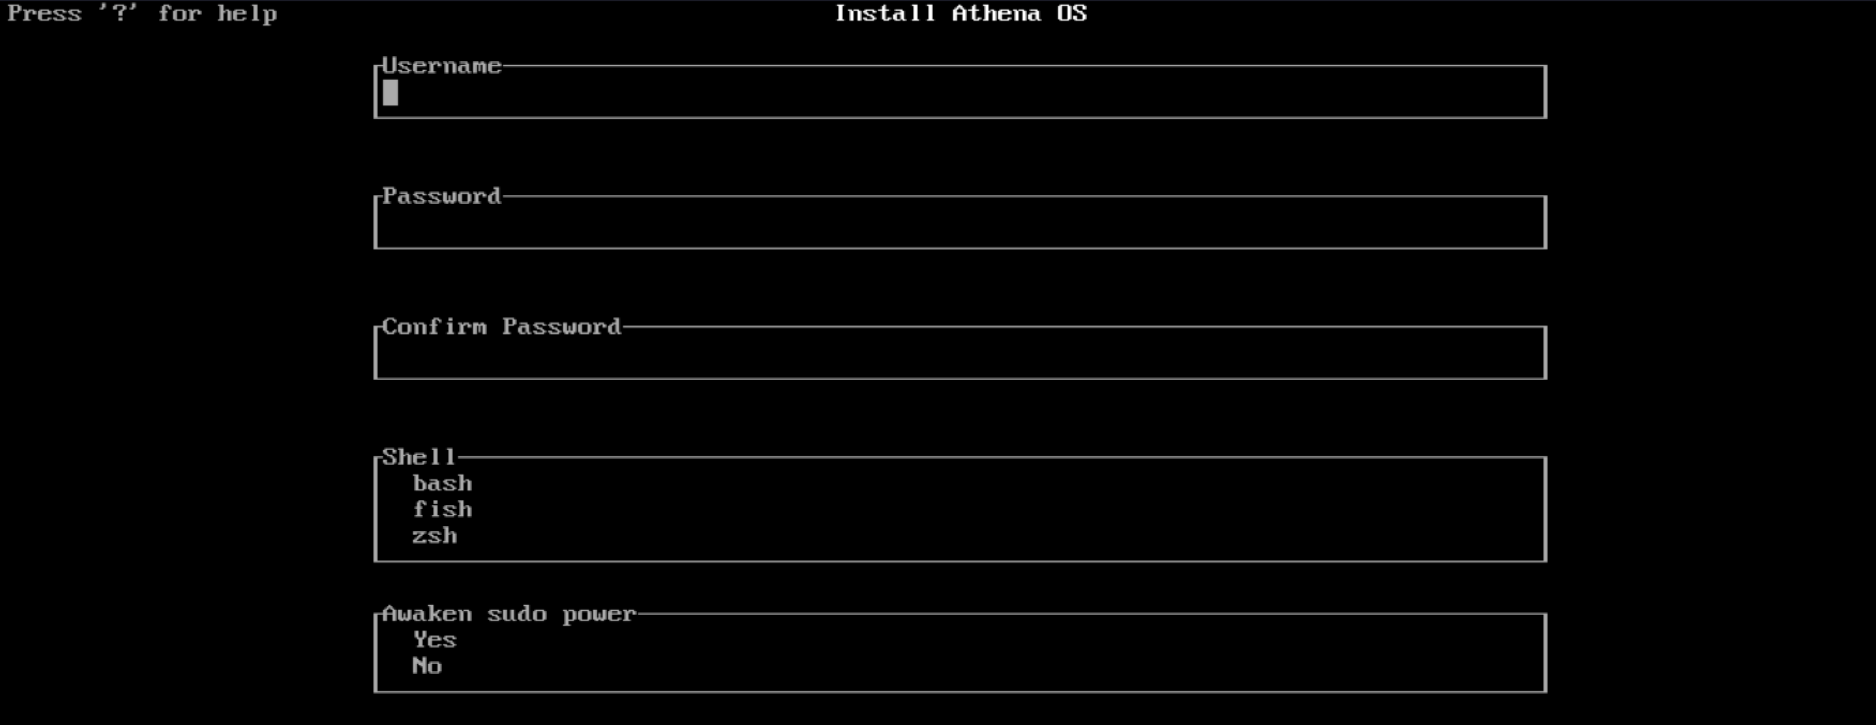 Press '?' for help
Install Athena OS
Username
Password
Confirm Password
Shell
bash
fish
zsh
Awaken sudo power
Yes
No